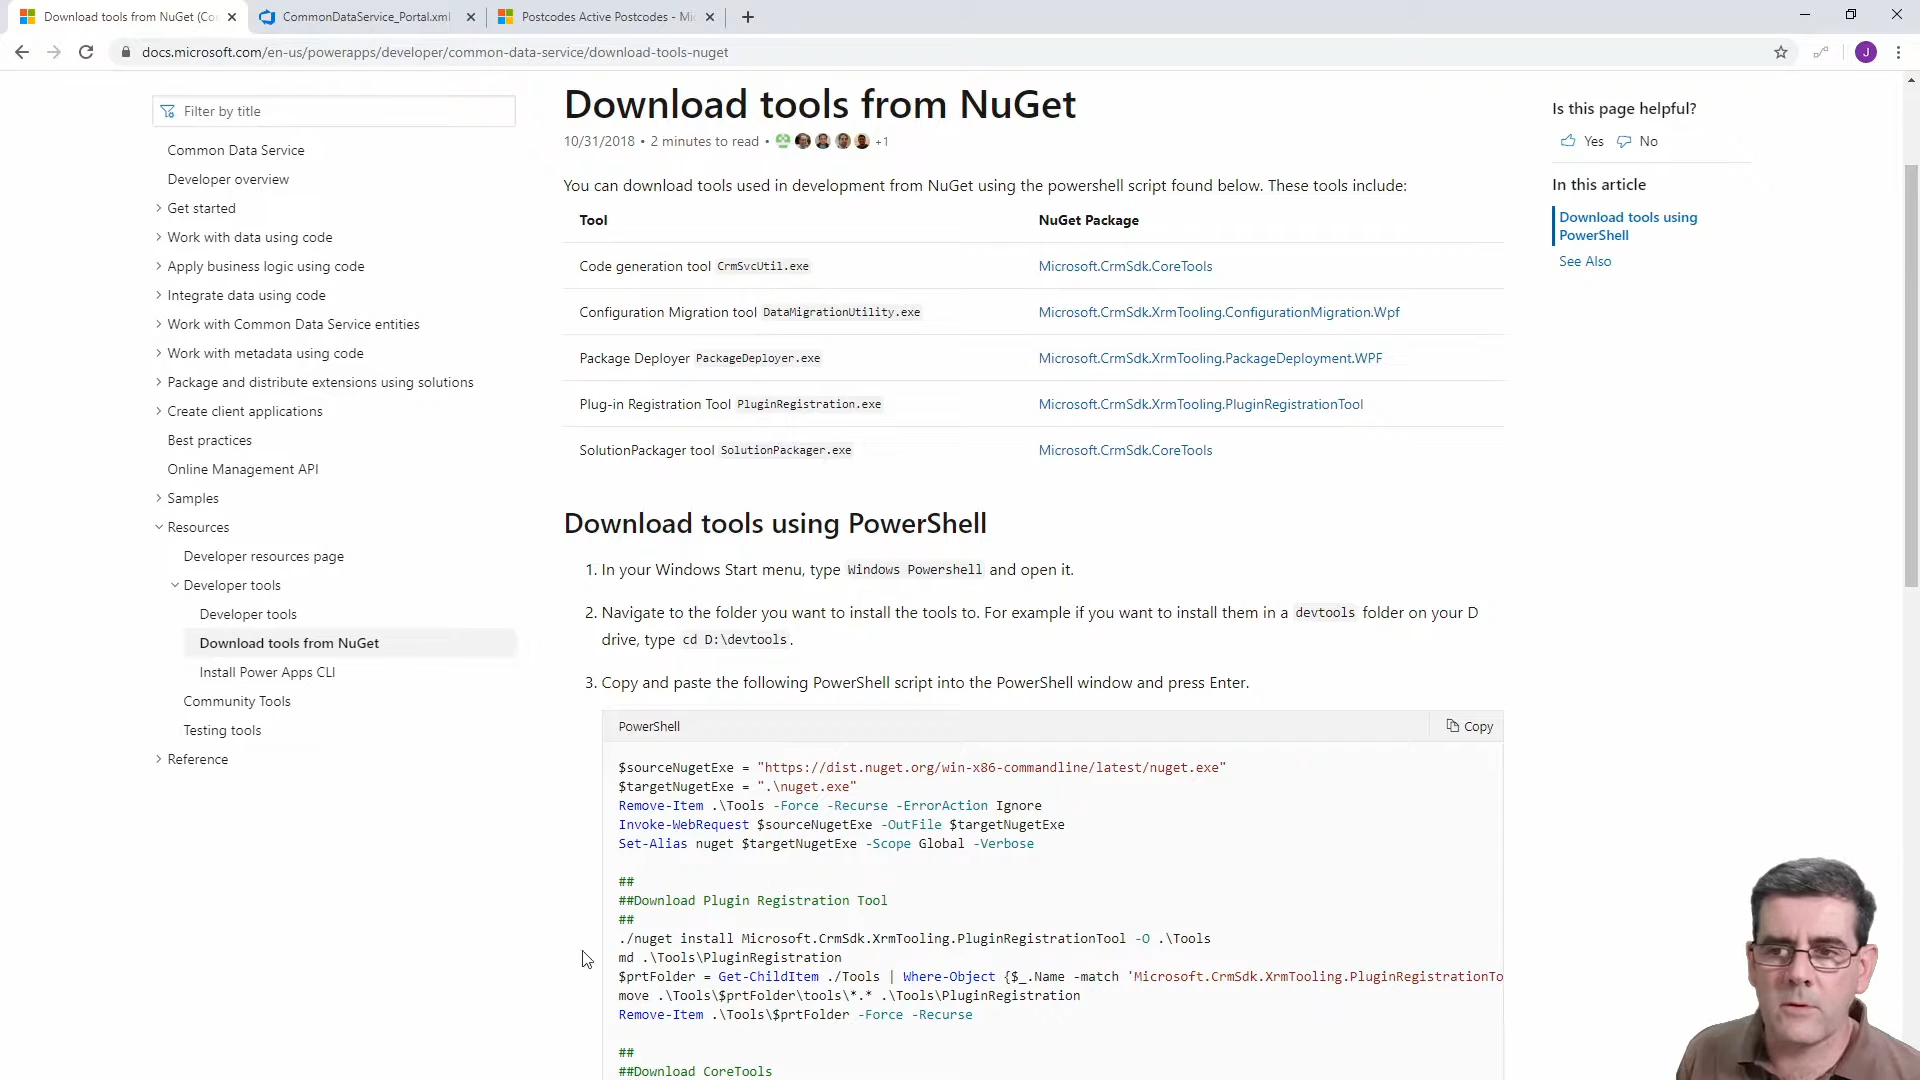 Download tools from NuGet (Co
CommonDataService_Portal.xml
Postcodes Active Postcodes - Mi
docs.microsoft.com/en-us/powerapps/developer/common-data-service/download-tools-nuget
J
Filter by title
Common Data Service
Developer overview
Get started
Work with data using code
Apply business logic using code
Integrate data using code
Work with Common Data Service entities
Work with metadata using code
Package and distribute extensions using solutions
Create client applications
Best practices
Online Management API
Samples
Resources
Developer resources page
Developer tools
Developer tools
Download tools from NuGet
Install Power Apps CLI
Community Tools
Testing tools
Reference
Download tools from NuGet
10/31/2018 • 2 minutes to read • +1
You can download tools used in development from NuGet using the powershell script found below. These tools include:
Tool NuGet Package
Code generation tool CrmSvcUtil.exe Microsoft.CrmSdk.CoreTools
Configuration Migration tool DataMigrationUtility.exe Microsoft.CrmSdk.XrmTooling.ConfigurationMigration.Wpf
Package Deployer PackageDeployer.exe Microsoft.CrmSdk.XrmTooling.PackageDeployment.WPF
Plug-in Registration Tool PluginRegistration.exe Microsoft.CrmSdk.XrmTooling.PluginRegistrationTool
SolutionPackager tool SolutionPackager.exe Microsoft.CrmSdk.CoreTools
Download tools using PowerShell
1. In your Windows Start menu, type Windows Powershell and open it.
2. Navigate to the folder you want to install the tools to. For example if you want to install them in a devtools folder on your D
drive, type cd D:\devtools.
3. Copy and paste the following PowerShell script into the PowerShell window and press Enter.
PowerShell Copy
$sourceNugetExe = "https://dist.nuget.org/win-x86-commandline/latest/nuget.exe"
$targetNugetExe = ".\nuget.exe"
Remove-Item .\Tools -Force -Recurse -ErrorAction Ignore
Invoke-WebRequest $sourceNugetExe -OutFile $targetNugetExe
Set-Alias nuget $targetNugetExe -Scope Global -Verbose
##
##Download Plugin Registration Tool
##
./nuget install Microsoft.CrmSdk.XrmTooling.PluginRegistrationTool -O .\Tools
md .\Tools\PluginRegistration
$prtFolder = Get-ChildItem ./Tools | Where-Object {$_.Name -match 'Microsoft.CrmSdk.XrmTooling.PluginRegistrationTo
move .\Tools\$prtFolder\tools\*.* .\Tools\PluginRegistration
Remove-Item .\Tools\$prtFolder -Force -Recurse
##
##Download CoreTools
Is this page helpful?
Yes No
In this article
Download tools using
PowerShell
See Also